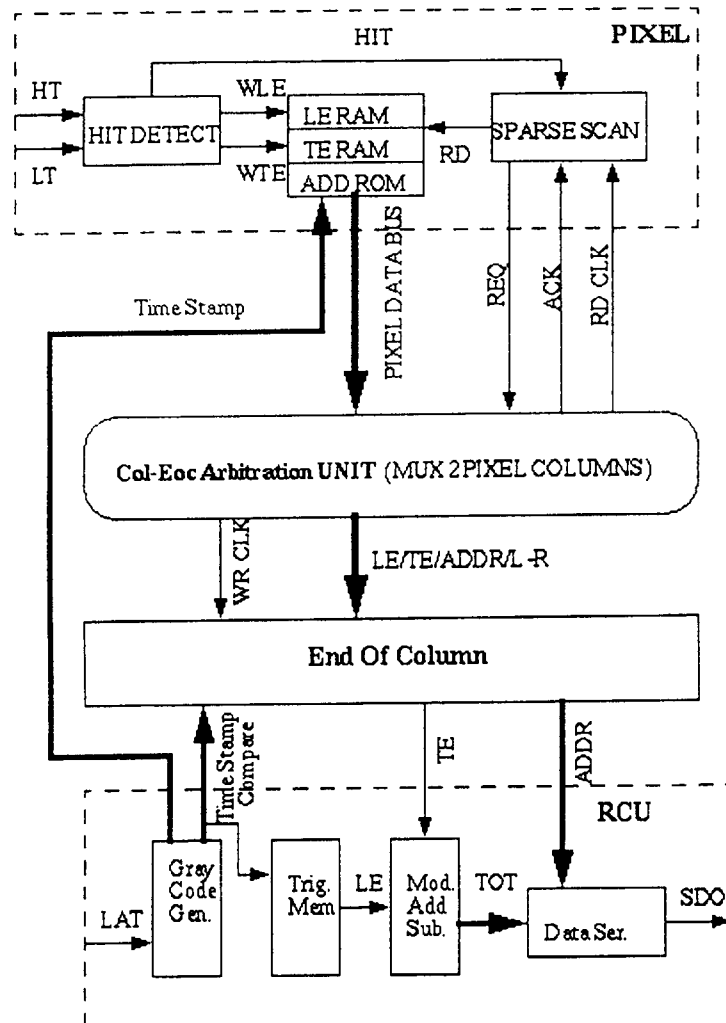 HIT
PIXEL
HT
WLE
HIT DETECT
LE RAM
SPARSE SCAN
TE RAM
RD
LT
WTE
ADD ROM
PIXEL DATA BUS
REQ
ACK
RD CLK
Time Stamp
Col-Eoc Arbitration UNIT (MUX 2 PIXEL COLUMNS)
WR CLK
LE/TE/ADDR/L-R
End Of Column
Time Stamp
Compare
TE
ADDR
RCU
Gray
Code
Gen.
Trig.
Mem
LE
Mod.
Add
Sub.
TOT
Data Ser.
SDO
LAT